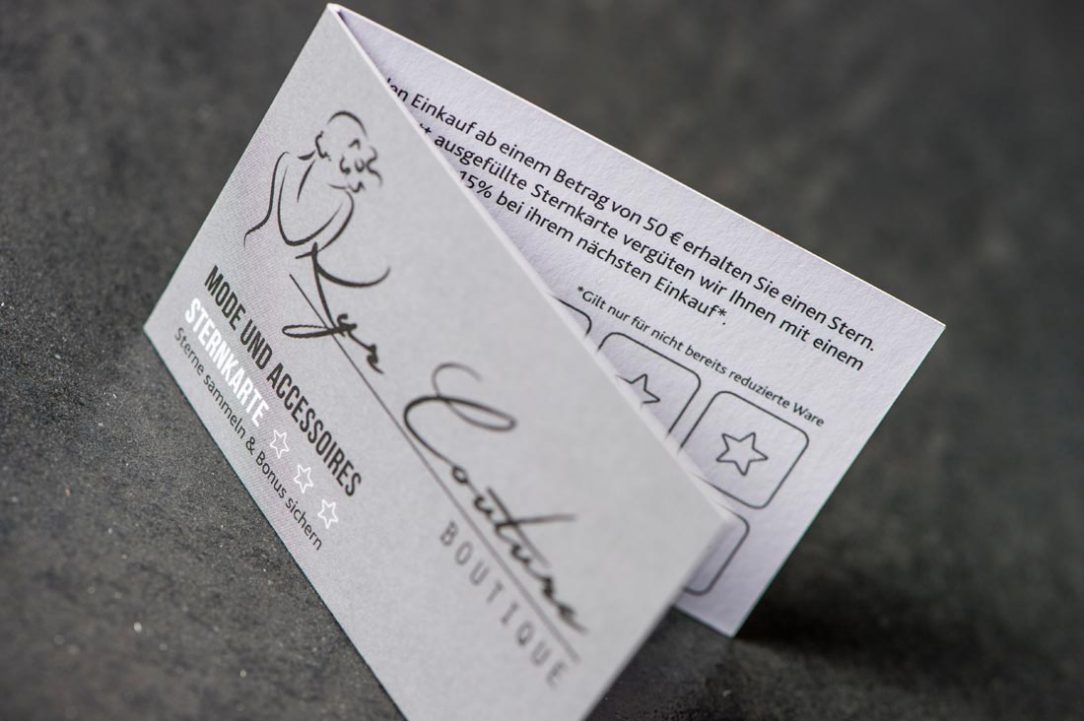 Kyr Couture
BOUTIQUE
MODE UND ACCESSOIRES
STERNKARTE
Sterne sammeln & Bonus sichern
Einkauf ab einem Betrag von 50 € erhalten Sie einen Stern.
ausgefüllte Sternkarte vergüten wir Ihnen mit einem
15% bei ihrem nächsten Einkauf*.
*Gilt nur für nicht bereits reduzierte Ware